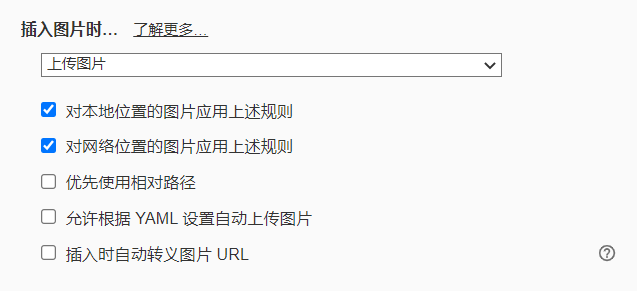 插入图片时... 了解更多...
上传图片
对本地位置的图片应用上述规则
对网络位置的图片应用上述规则
优先使用相对路径
允许根据 YAML 设置自动上传图片
插入时自动转义图片 URL